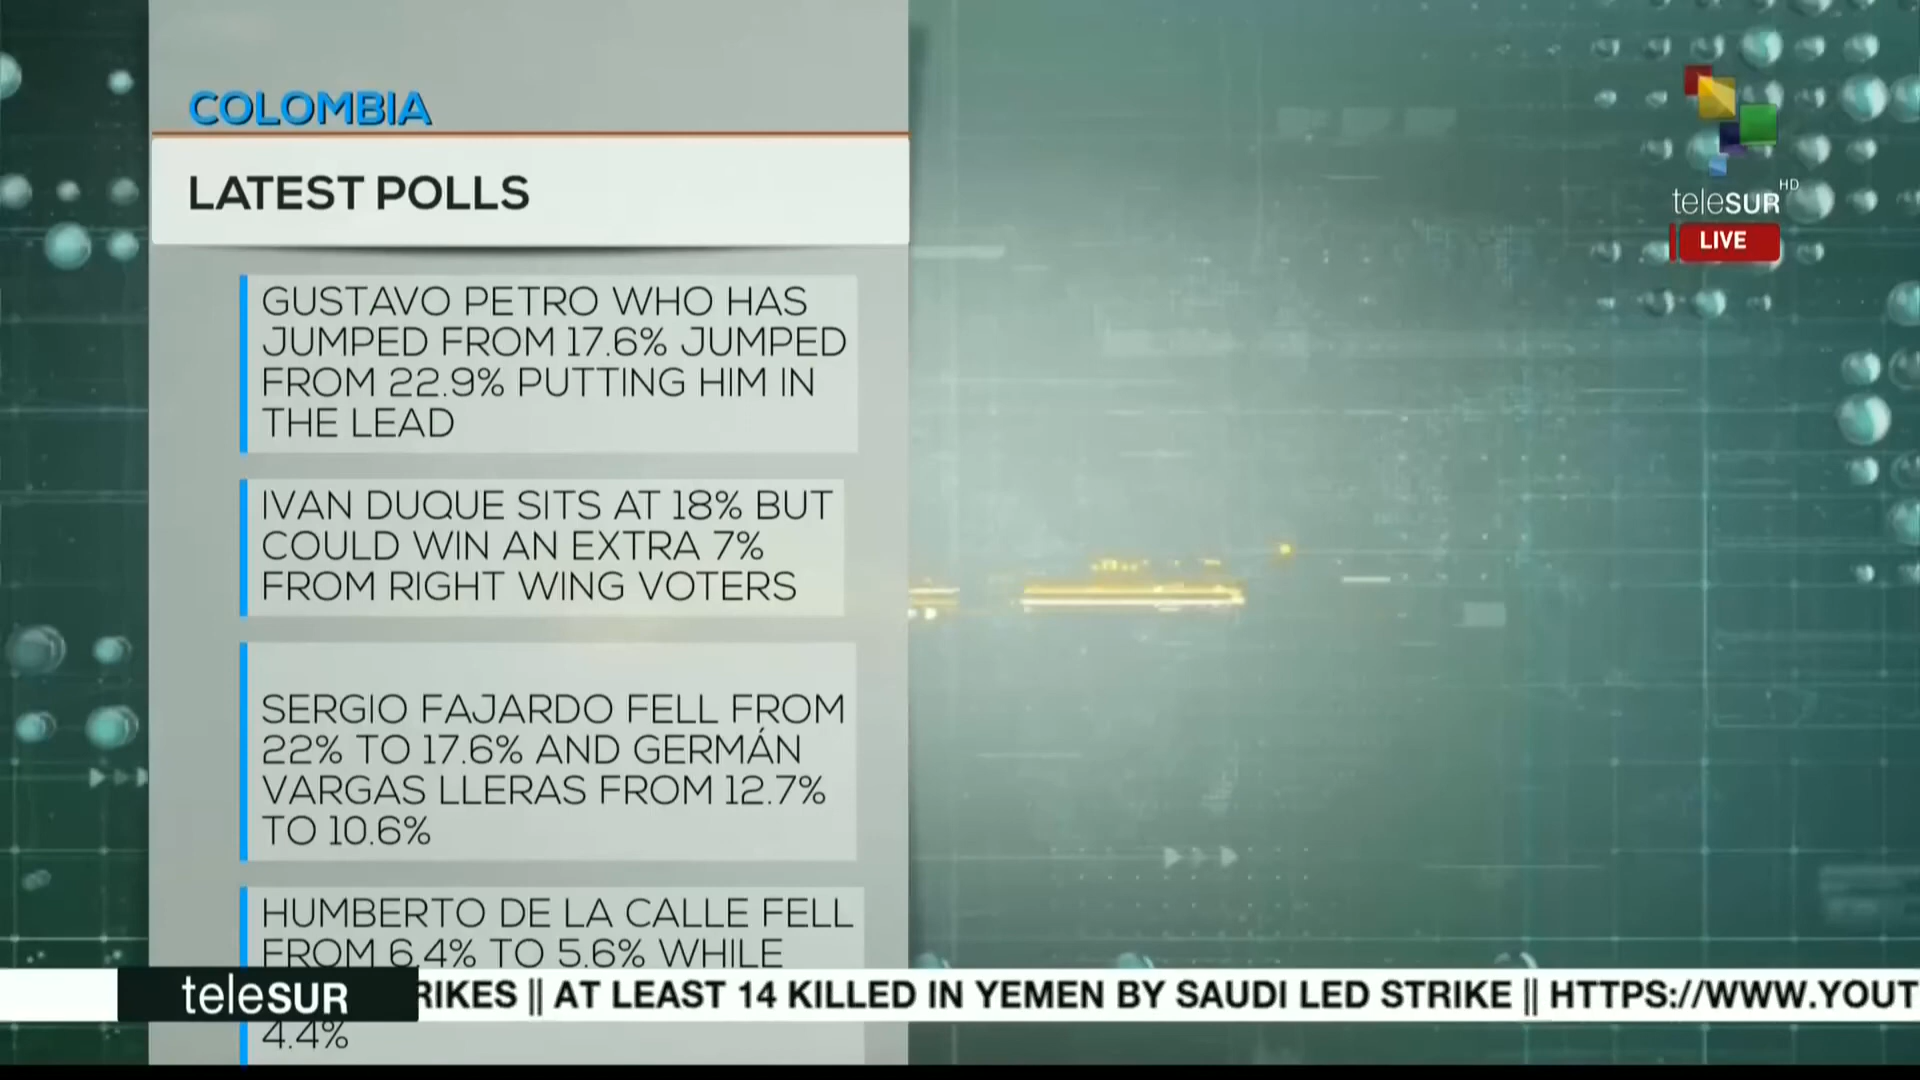 COLOMBIA
LATEST POLLS
GUSTAVO PETRO WHO HAS
JUMPED FROM 17.6% JUMPED
FROM 22.9% PUTTING HIM IN
THE LEAD
IVAN DUQUE SITS AT 18% BUT
COULD WIN AN EXTRA 7%
FROM RIGHT WING VOTERS
SERGIO FAJARDO FELL FROM
22% TO 17.6% AND GERMÁN
VARGAS LLERAS FROM 12.7%
TO 10.6%
HUMBERTO DE LA CALLE FELL
FROM 6.4% TO 5.6% WHILE
4.4%
teleSUR HD
LIVE
teleSUR
RIKES || AT LEAST 14 KILLED IN YEMEN BY SAUDI LED STRIKE || HTTPS://WWW.YOUT